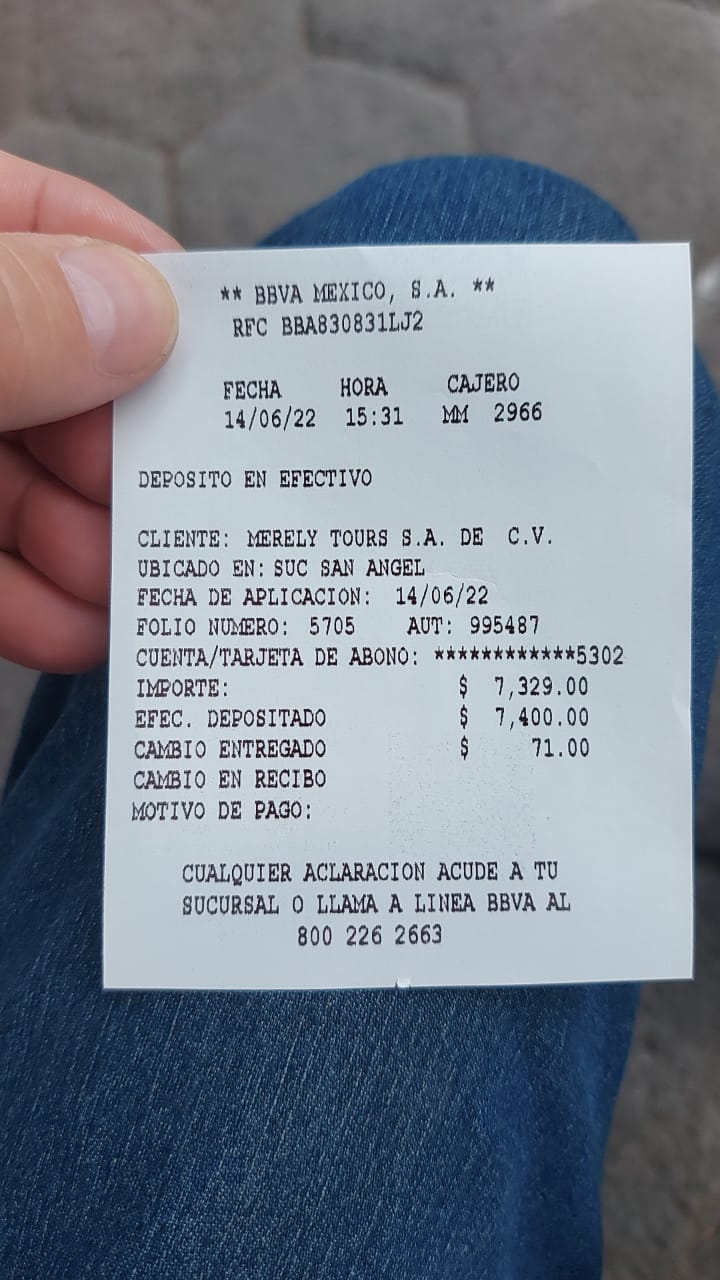 ** BBVA MEXICO, S.A. **
RFC BBA830831LJ2
FECHA HORA CAJERO
14/06/22 15:31 MM 2966
DEPOSITO EN EFECTIVO
CLIENTE: MERELY TOURS S.A. DE C.V.
UBICADO EN: SUC SAN ANGEL
FECHA DE APLICACION: 14/06/22
FOLIO NUMERO: 5705 AUT: 995487
CUENTA/TARJETA DE ABONO: ************5302
IMPORTE: $ 7,329.00
EFEC. DEPOSITADO $ 7,400.00
CAMBIO ENTREGADO $ 71.00
CAMBIO EN RECIBO
MOTIVO DE PAGO:
CUALQUIER ACLARACION ACUDE A TU
SUCURSAL O LLAMA A LINEA BBVA AL
800 226 2663